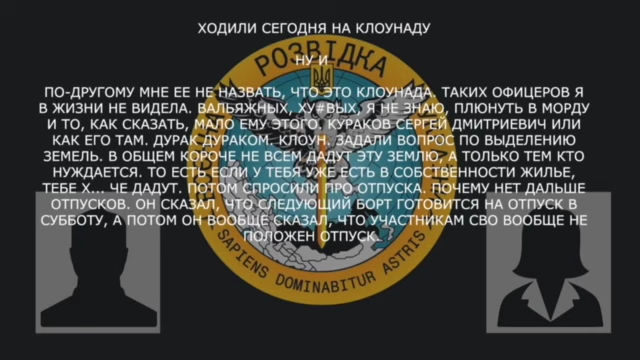 ХОДИЛИ СЕГОДНЯ НА КЛОУНАДУ
НУ И
ПО-ДРУГОМУ МНЕ ЕЕ НЕ НАЗВАТЬ, ЧТО ЭТО КЛОУНАДА. ТАКИХ ОФИЦЕРОВ Я
В ЖИЗНИ НЕ ВИДЕЛА. ВАЛЬЯЖНЫХ, ХУ#ВЫХ, Я НЕ ЗНАЮ, ПЛЮНУТЬ В МОРДУ
И ТО, КАК СКАЗАТЬ, МАЛО ЕМУ ЭТОГО. КУРАКОВ СЕРГЕЙ ДМИТРИЕВИЧ ИЛИ
КАК ЕГО ТАМ. ДУРАК ДУРАКОМ. КЛОУН. ЗАДАЛИ ВОПРОС ПО ВЫДЕЛЕНИЮ
ЗЕМЕЛЬ. В ОБЩЕМ КОРОЧЕ НЕ ВСЕМ ДАДУТ ЭТУ ЗЕМЛЮ, А ТОЛЬКО ТЕМ КТО
НУЖДАЕТСЯ. ТО ЕСТЬ ЕСЛИ У ТЕБЯ УЖЕ ЕСТЬ В СОБСТВЕННОСТИ ЖИЛЬЕ,
ТЕБЕ Х... ЧЕ ДАДУТ. ПОТОМ СПРОСИЛИ ПРО ОТПУСКА. ПОЧЕМУ НЕТ ДАЛЬШЕ
ОТПУСКОВ. ОН СКАЗАЛ, ЧТО СЛЕДУЮЩИЙ БОРТ ГОТОВИТСЯ НА ОТПУСК В
СУББОТУ, А ПОТОМ ОН ВООБЩЕ СКАЗАЛ, ЧТО УЧАСТНИКАМ СВО ВООБЩЕ НЕ
ПОЛОЖЕН ОТПУСК.
РОЗВІДКА
SAPIENS DOMINABITUR ASTRIS